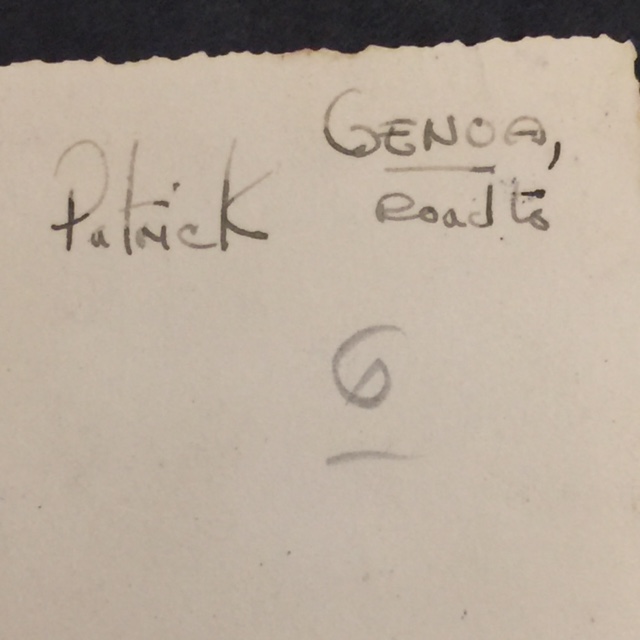 GENOA,
Patrick
Road to
6